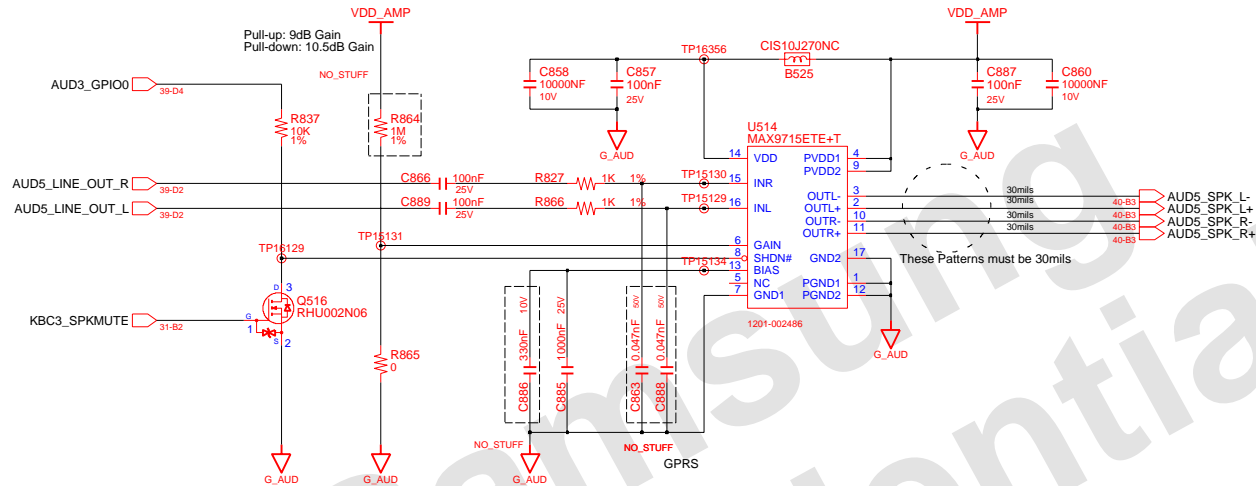 VDD_AMP
VDD_AMP
Pull-up: 9dB Gain
Pull-down: 10.5dB Gain
NO_STUFF
TP16356
CIS10J270NC
B525
C858
10000NF
10V
C857
100nF
25V
C887
100nF
25V
C860
10000NF
10V
AUD3_GPIO0
39-D4
R837
10K
1%
R864
1M
1%
G_AUD
G_AUD
U514
MAX9715ETE+T
14
VDD
PVDD1
4
PVDD2
9
AUD5_LINE_OUT_R
39-D2
C866
100nF
25V
R827
1K
1%
TP15130
15
INR
AUD5_LINE_OUT_L
39-D2
C889
100nF
25V
R866
1K
1%
TP15129
16
INL
OUTL-
3
30mils
40-B3
AUD5_SPK_L-
OUTL+
2
30mils
AUD5_SPK_L+
OUTR-
10
30mils
40-B3
AUD5_SPK_R-
OUTR+
11
30mils
40-B3
AUD5_SPK_R+
TP16129
TP15131
6
GAIN
8
SHDN#
TP15134
13
BIAS
5
NC
7
GND1
GND2
17
PGND1
1
PGND2
12
These Patterns must be 30mils
1201-002486
G_AUD
D
3
Q516
RHU002N06
KBC3_SPKMUTE
31-B2
G
1
S
2
R865
0
C886
330nF
10V
C885
1000nF
25V
C863
0.047nF
50V
C888
0.047nF
50V
NO_STUFF
NO_STUFF
GPRS
G_AUD
G_AUD
G_AUD
Samsung